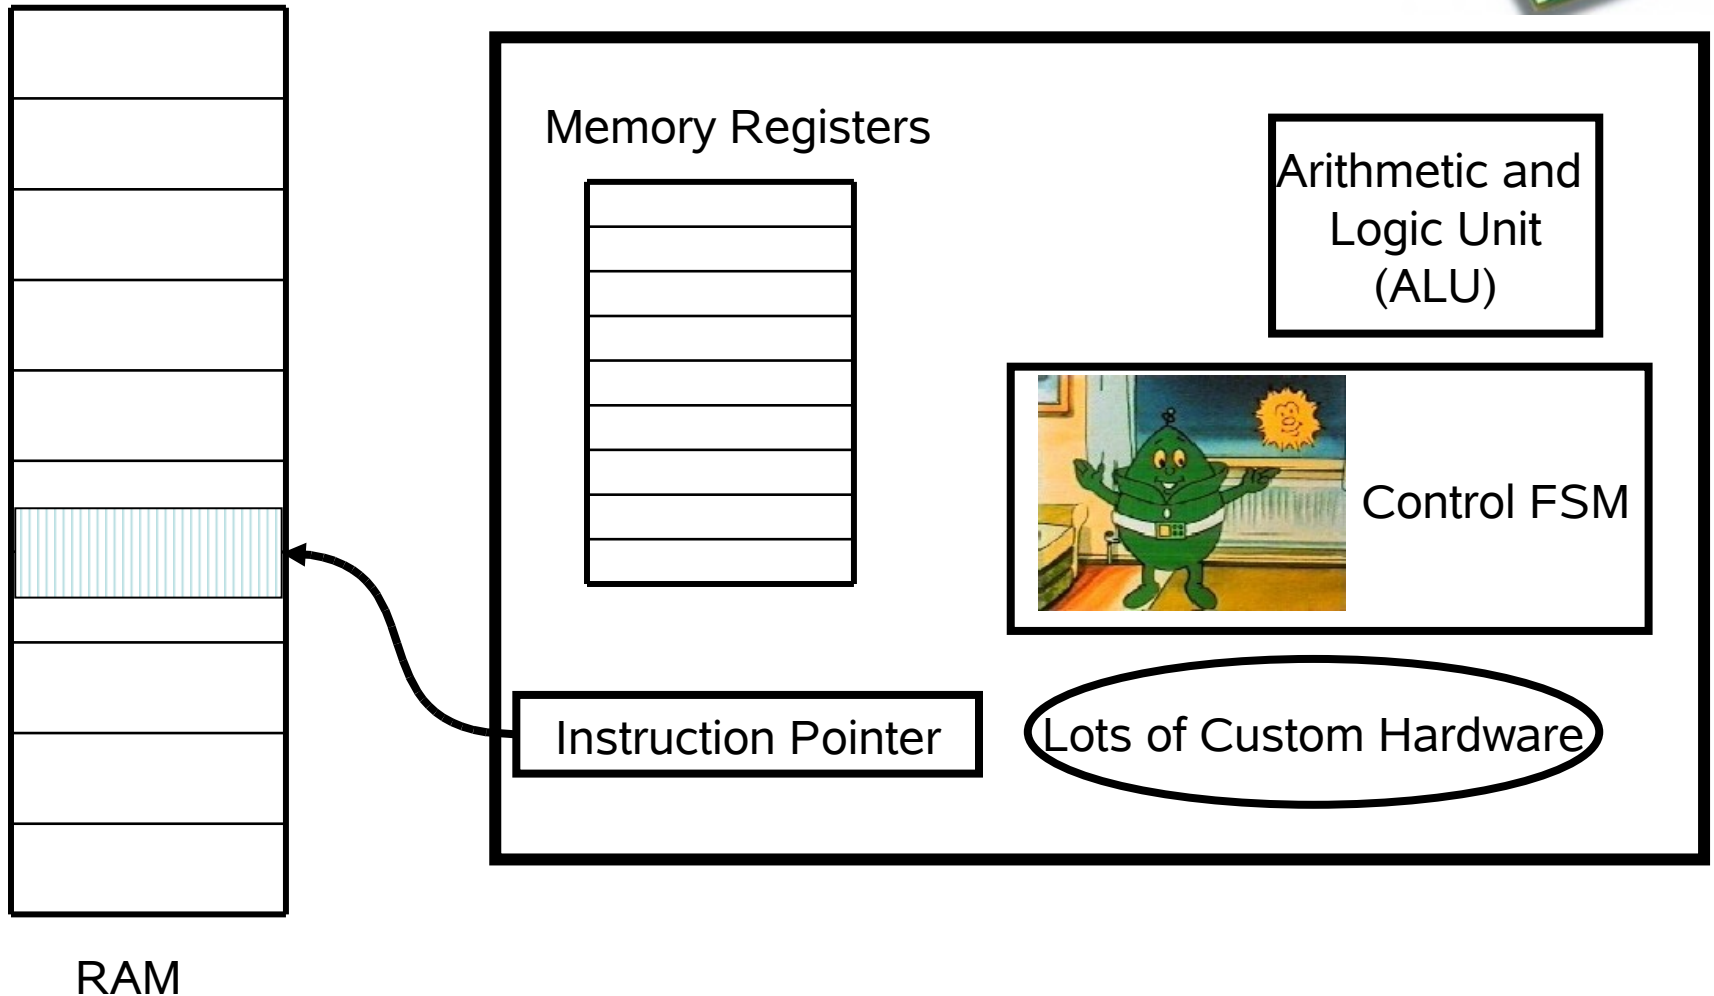 Memory Registers
Arithmetic and
Logic Unit
(ALU)
Control FSM
Instruction Pointer
Lots of Custom Hardware
RAM